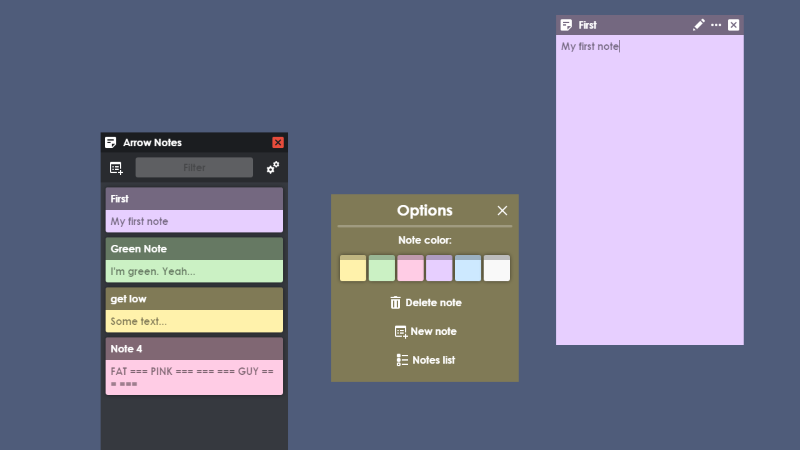 Arrow Notes
Filter
First
My first note
Green Note
I'm green. Yeah...
get low
Some text...
Note 4
FAT === PINK === === === GUY ==
= ===
Options
Note color:
Delete note
New note
Notes list
First
My first note